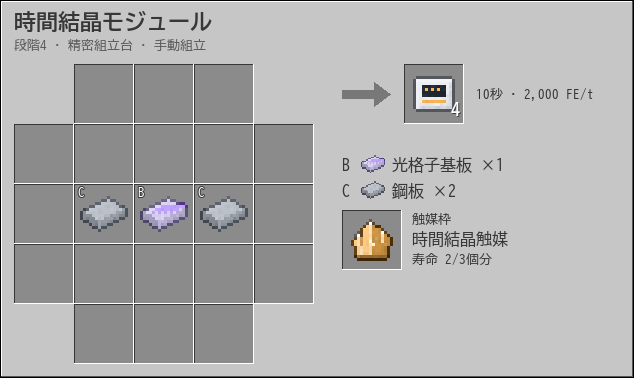 時間結晶モジュール
段階4 · 精密組立台 · 手動組立
C
B
C
4
10秒 · 2,000 FE/t
B 光格子基板 ×1
C 鋼板 ×2
触媒枠
時間結晶触媒
寿命 2/3個分